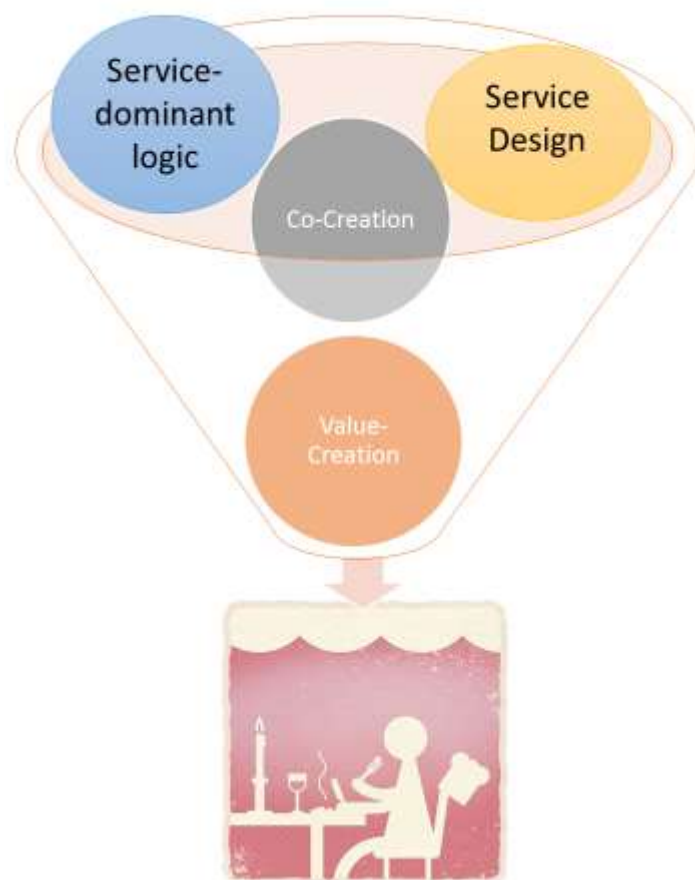 Service-
dominant
logic
Service
Design
Co-Creation
Value-
Creation